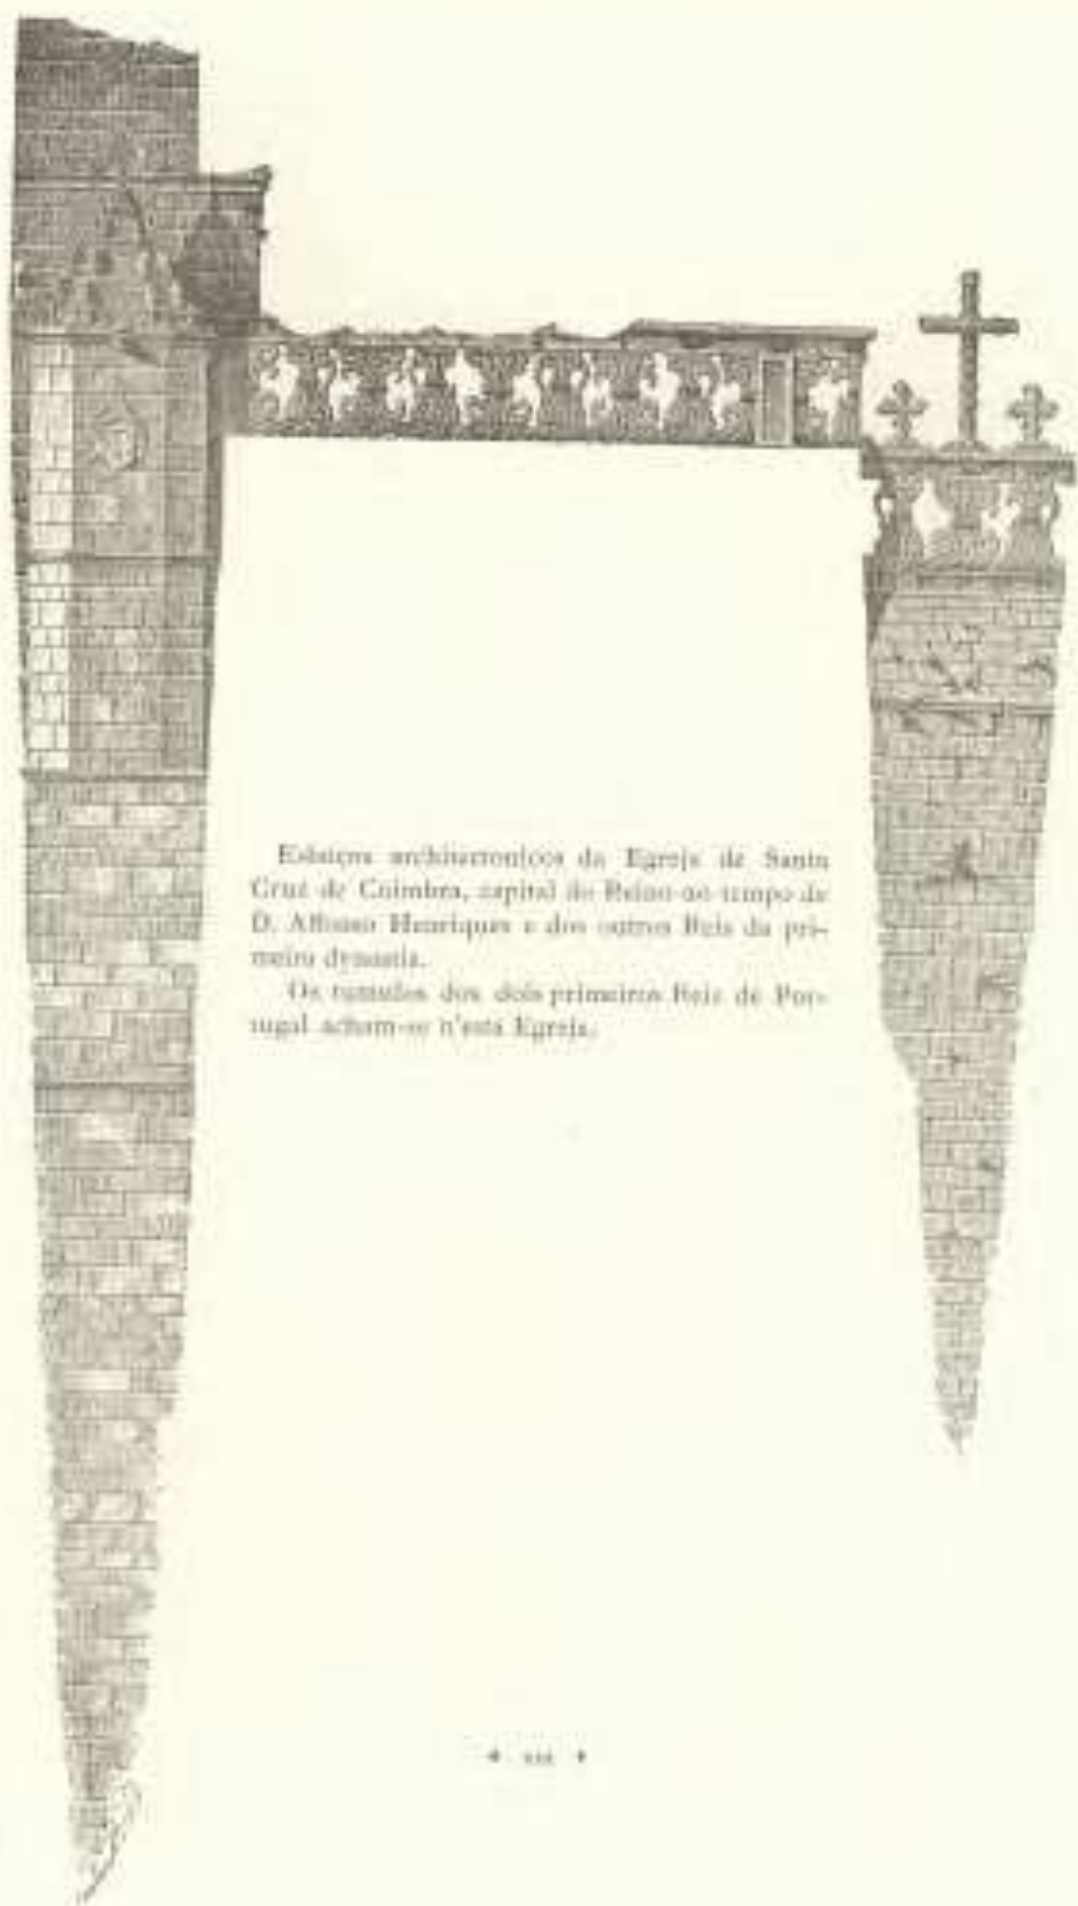 Esboiços architectonicos da Egreja de Santa
Cruz de Coimbra, capital do Reino no tempo de
D. Affonso Henriques e dos outros Reis da pri-
meira dynastia.
Os tumulos dos dois primeiros Reis de Por-
tugal acham-se n'esta Egreja.